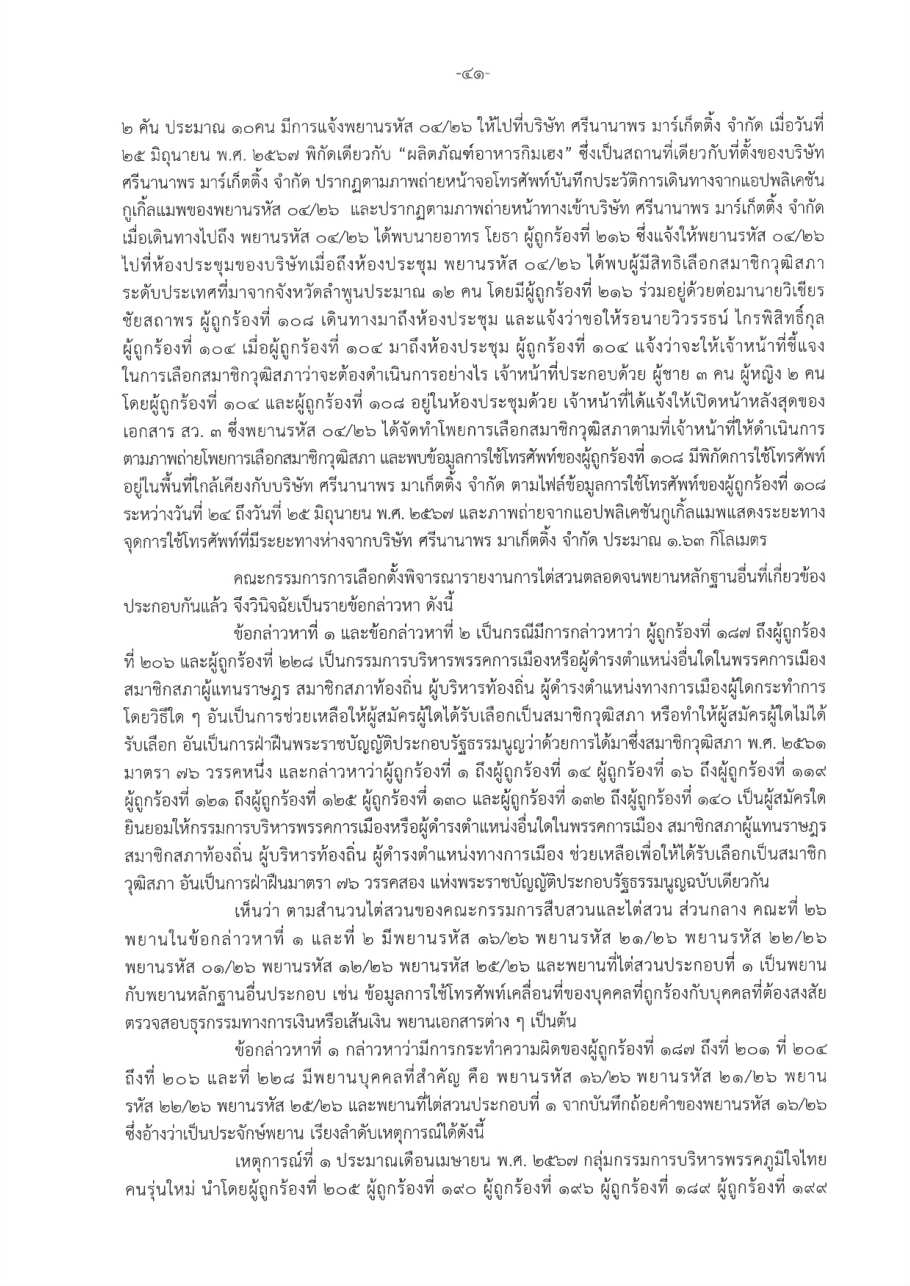 -๔๑-
๒ คัน ประมาณ ๑๐คน มีการแจ้งพยานรหัส ๐๔/๒๖ ให้ไปที่บริษัท ศรีนานาพร มาร์เก็ตติ้ง จำกัด เมื่อวันที่
๒๕ มิถุนายน พ.ศ. ๒๕๖๗ พิกัดเดียวกับ “ผลิตภัณฑ์อาหารกิมเฮง” ซึ่งเป็นสถานที่เดียวกับที่ตั้งของบริษัท
ศรีนานาพร มาร์เก็ตติ้ง จำกัด ปรากฏตามภาพถ่ายหน้าจอโทรศัพท์บันทึกประวัติการเดินทางจากแอปพลิเคชัน
กูเกิ้ลแมพของพยานรหัส ๐๔/๒๖ และปรากฏตามภาพถ่ายหน้าทางเข้าบริษัท ศรีนานาพร มาร์เก็ตติ้ง จำกัด
เมื่อเดินทางไปถึง พยานรหัส ๐๔/๒๖ ได้พบนายอาทร โยธา ผู้ถูกร้องที่ ๒๑๖ ซึ่งแจ้งให้พยานรหัส ๐๔/๒๖
ไปที่ห้องประชุมของบริษัทเมื่อถึงห้องประชุม พยานรหัส ๐๔/๒๖ ได้พบผู้มีสิทธิเลือกสมาชิกวุฒิสภา
ระดับประเทศที่มาจากจังหวัดลำพูนประมาณ ๑๒ คน โดยมีผู้ถูกร้องที่ ๒๑๖ ร่วมอยู่ด้วยต่อมานายวิเชียร
ชัยสถาพร ผู้ถูกร้องที่ ๑๐๘ เดินทางมาถึงห้องประชุม และแจ้งว่าขอให้รอนายวิวรรธน์ ไกรพิสิทธิ์กุล
ผู้ถูกร้องที่ ๑๐๔ เมื่อผู้ถูกร้องที่ ๑๐๔ มาถึงห้องประชุม ผู้ถูกร้องที่ ๑๐๔ แจ้งว่าจะให้เจ้าหน้าที่ชี้แจง
ในการเลือกสมาชิกวุฒิสภาว่าจะต้องดำเนินการอย่างไร เจ้าหน้าที่ประกอบด้วย ผู้ชาย ๓ คน ผู้หญิง ๒ คน
โดยผู้ถูกร้องที่ ๑๐๔ และผู้ถูกร้องที่ ๑๐๘ อยู่ในห้องประชุมด้วย เจ้าหน้าที่ได้แจ้งให้เปิดหน้าหลังสุดของ
เอกสาร สว. ๓ ซึ่งพยานรหัส ๐๔/๒๖ ได้จัดทำโพยการเลือกสมาชิกวุฒิสภาตามที่เจ้าหน้าที่ให้ดำเนินการ
ตามภาพถ่ายโพยการเลือกสมาชิกวุฒิสภา และพบข้อมูลการใช้โทรศัพท์ของผู้ถูกร้องที่ ๑๐๘ มีพิกัดการใช้โทรศัพท์
อยู่ในพื้นที่ใกล้เคียงกับบริษัท ศรีนานาพร มาเก็ตติ้ง จำกัด ตามไฟล์ข้อมูลการใช้โทรศัพท์ของผู้ถูกร้องที่ ๑๐๘
ระหว่างวันที่ ๒๔ ถึงวันที่ ๒๕ มิถุนายน พ.ศ. ๒๕๖๗ และภาพถ่ายจากแอปพลิเคชันกูเกิ้ลแมพแสดงระยะทาง
จุดการใช้โทรศัพท์ที่มีระยะทางห่างจากบริษัท ศรีนานาพร มาเก็ตติ้ง จำกัด ประมาณ ๑.๖๓ กิโลเมตร
คณะกรรมการการเลือกตั้งพิจารณารายงานการไต่สวนตลอดจนพยานหลักฐานอื่นที่เกี่ยวข้อง
ประกอบกันแล้ว จึงวินิจฉัยเป็นรายข้อกล่าวหา ดังนี้
ข้อกล่าวหาที่ ๑ และข้อกล่าวหาที่ ๒ เป็นกรณีมีการกล่าวหาว่า ผู้ถูกร้องที่ ๑๘๗ ถึงผู้ถูกร้อง
ที่ ๒๐๖ และผู้ถูกร้องที่ ๒๒๘ เป็นกรรมการบริหารพรรคการเมืองหรือผู้ดำรงตำแหน่งอื่นใดในพรรคการเมือง
สมาชิกสภาผู้แทนราษฎร สมาชิกสภาท้องถิ่น ผู้บริหารท้องถิ่น ผู้ดำรงตำแหน่งทางการเมืองผู้ใดกระทำการ
โดยวิธีใด ๆ อันเป็นการช่วยเหลือให้ผู้สมัครผู้ใดได้รับเลือกเป็นสมาชิกวุฒิสภา หรือทำให้ผู้สมัครผู้ใดไม่ได้
รับเลือก อันเป็นการฝ่าฝืนพระราชบัญญัติประกอบรัฐธรรมนูญว่าด้วยการได้มาซึ่งสมาชิกวุฒิสภา พ.ศ. ๒๕๖๑
มาตรา ๗๖ วรรคหนึ่ง และกล่าวหาว่าผู้ถูกร้องที่ ๑ ถึงผู้ถูกร้องที่ ๑๔ ผู้ถูกร้องที่ ๑๖ ถึงผู้ถูกร้องที่ ๑๑๙
ผู้ถูกร้องที่ ๑๒๑ ถึงผู้ถูกร้องที่ ๑๒๕ ผู้ถูกร้องที่ ๑๓๐ และผู้ถูกร้องที่ ๑๓๒ ถึงผู้ถูกร้องที่ ๑๔๐ เป็นผู้สมัครใด
ยินยอมให้กรรมการบริหารพรรคการเมืองหรือผู้ดำรงตำแหน่งอื่นใดในพรรคการเมือง สมาชิกสภาผู้แทนราษฎร
สมาชิกสภาท้องถิ่น ผู้บริหารท้องถิ่น ผู้ดำรงตำแหน่งทางการเมือง ช่วยเหลือเพื่อให้ได้รับเลือกเป็นสมาชิก
วุฒิสภา อันเป็นการฝ่าฝืนมาตรา ๗๖ วรรคสอง แห่งพระราชบัญญัติประกอบรัฐธรรมนูญฉบับเดียวกัน
เห็นว่า ตามสำนวนไต่สวนของคณะกรรมการสืบสวนและไต่สวน ส่วนกลาง คณะที่ ๒๖
พยานในข้อกล่าวหาที่ ๑ และที่ ๒ มีพยานรหัส ๑๖/๒๖ พยานรหัส ๒๑/๒๖ พยานรหัส ๒๒/๒๖
พยานรหัส ๐๑/๒๖ พยานรหัส ๑๒/๒๖ พยานรหัส ๒๕/๒๖ และพยานที่ไต่สวนประกอบที่ ๑ เป็นพยาน
กับพยานหลักฐานอื่นประกอบ เช่น ข้อมูลการใช้โทรศัพท์เคลื่อนที่ของบุคคลที่ถูกร้องกับบุคคลที่ต้องสงสัย
ตรวจสอบธุรกรรมทางการเงินหรือเส้นเงิน พยานเอกสารต่าง ๆ เป็นต้น
ข้อกล่าวหาที่ ๑ กล่าวหาว่ามีการกระทำความผิดของผู้ถูกร้องที่ ๑๘๗ ถึงที่ ๒๐๑ ที่ ๒๐๔
ถึงที่ ๒๐๖ และที่ ๒๒๘ มีพยานบุคคลที่สำคัญ คือ พยานรหัส ๑๖/๒๖ พยานรหัส ๒๑/๒๖ พยาน
รหัส ๒๒/๒๖ พยานรหัส ๒๕/๒๖ และพยานที่ไต่สวนประกอบที่ ๑ จากบันทึกถ้อยคำของพยานรหัส ๑๖/๒๖
ซึ่งอ้างว่าเป็นประจักษ์พยาน เรียงลำดับเหตุการณ์ได้ดังนี้
เหตุการณ์ที่ ๑ ประมาณเดือนเมษายน พ.ศ. ๒๕๖๗ กลุ่มกรรมการบริหารพรรคภูมิใจไทย
คนรุ่นใหม่ นำโดยผู้ถูกร้องที่ ๒๐๕ ผู้ถูกร้องที่ ๑๙๐ ผู้ถูกร้องที่ ๑๙๖ ผู้ถูกร้องที่ ๑๘๙ ผู้ถูกร้องที่ ๑๙๙